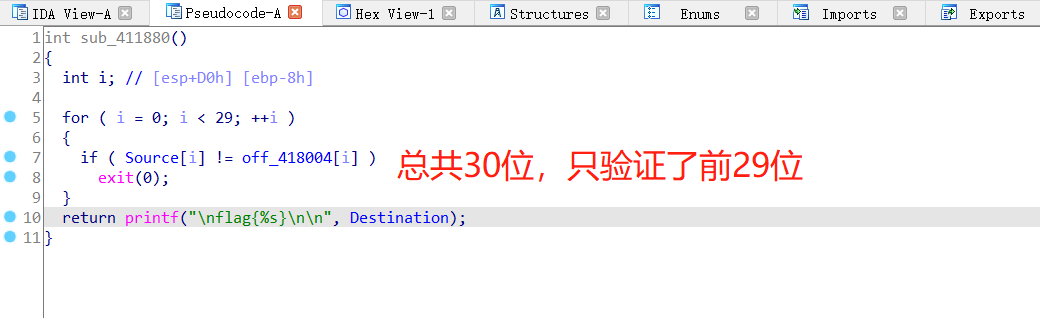 IDA View-A Pseudocode-A Hex View-1 Structures Enums Imports Exports
1 int sub_411880()
2 {
3 int i; // [esp+D0h] [ebp-8h]
4
5 for ( i = 0; i < 29; ++i )
6 {
7 if ( Source[i] != off_418004[i] ) 总共30位，只验证了前29位
8 exit(0);
9 }
10 return printf("\nflag{%s}\n\n", Destination);
11 }